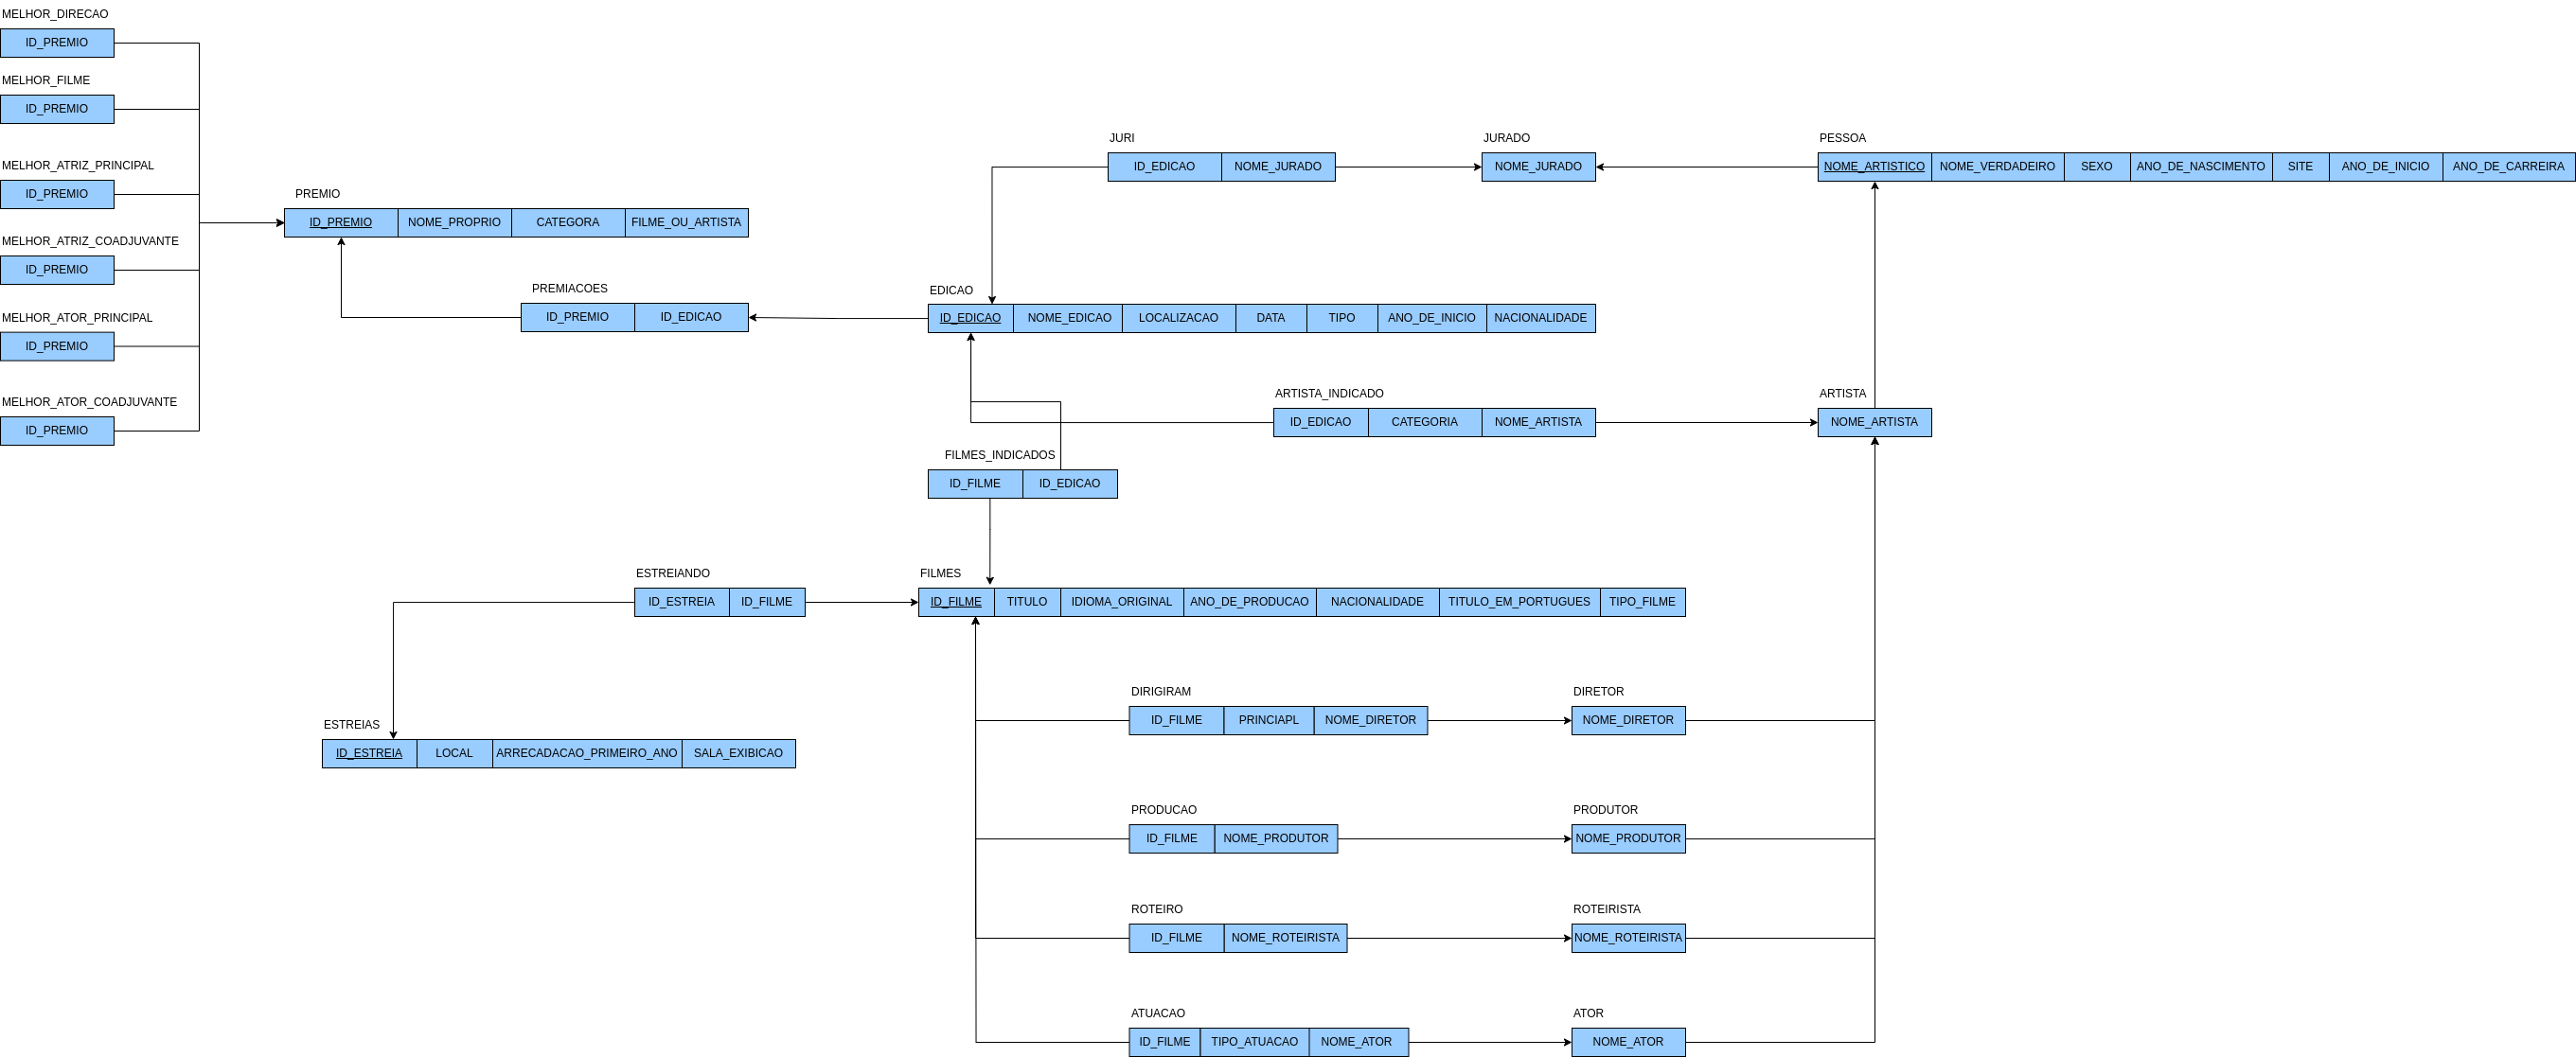 MELHOR_DIRECAO
ID_PREMIO
MELHOR_FILME
ID_PREMIO
MELHOR_ATRIZ_PRINCIPAL
ID_PREMIO
MELHOR_ATRIZ_COADJUVANTE
ID_PREMIO
MELHOR_ATOR_PRINCIPAL
ID_PREMIO
MELHOR_ATOR_COADJUVANTE
ID_PREMIO
PREMIO
ID_PREMIO NOME_PROPRIO CATEGORA FILME_OU_ARTISTA
PREMIACOES
ID_PREMIO ID_EDICAO
JURI
ID_EDICAO NOME_JURADO
JURADO
NOME_JURADO
PESSOA
NOME_ARTISTICO NOME_VERDADEIRO SEXO ANO_DE_NASCIMENTO SITE ANO_DE_INICIO ANO_DE_CARREIRA
EDICAO
ID_EDICAO NOME_EDICAO LOCALIZACAO DATA TIPO ANO_DE_INICIO NACIONALIDADE
ARTISTA_INDICADO
ID_EDICAO CATEGORIA NOME_ARTISTA
ARTISTA
NOME_ARTISTA
FILMES_INDICADOS
ID_FILME ID_EDICAO
ESTREIANDO
ID_ESTREIA ID_FILME
FILMES
ID_FILME TITULO IDIOMA_ORIGINAL ANO_DE_PRODUCAO NACIONALIDADE TITULO_EM_PORTUGUES TIPO_FILME
ESTREIAS
ID_ESTREIA LOCAL ARRECADACAO_PRIMEIRO_ANO SALA_EXIBICAO
DIRIGIRAM
ID_FILME PRINCIAPL NOME_DIRETOR
DIRETOR
NOME_DIRETOR
PRODUCAO
ID_FILME NOME_PRODUTOR
PRODUTOR
NOME_PRODUTOR
ROTEIRO
ID_FILME NOME_ROTEIRISTA
ROTEIRISTA
NOME_ROTEIRISTA
ATUACAO
ID_FILME TIPO_ATUACAO NOME_ATOR
ATOR
NOME_ATOR